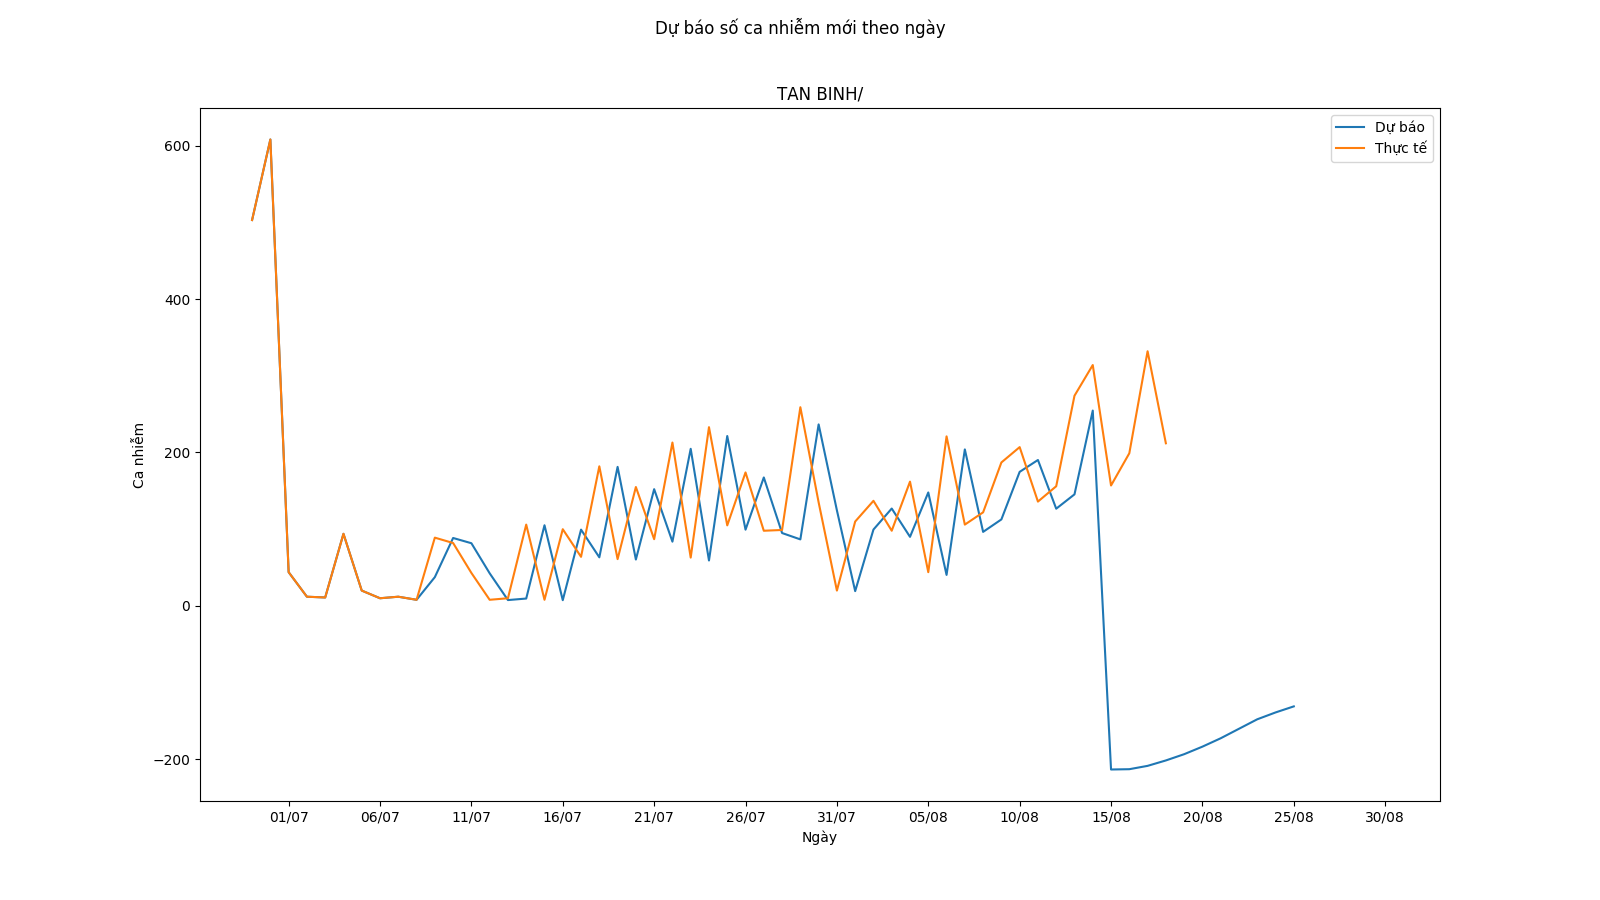 Dự báo số ca nhiễm mới theo ngày
TAN BINH/
Dự báo
Thực tế
600
400
200
0
−200
Ca nhiễm
01/07 06/07 11/07 16/07 21/07 26/07 31/07 05/08 10/08 15/08 20/08 25/08 30/08
Ngày